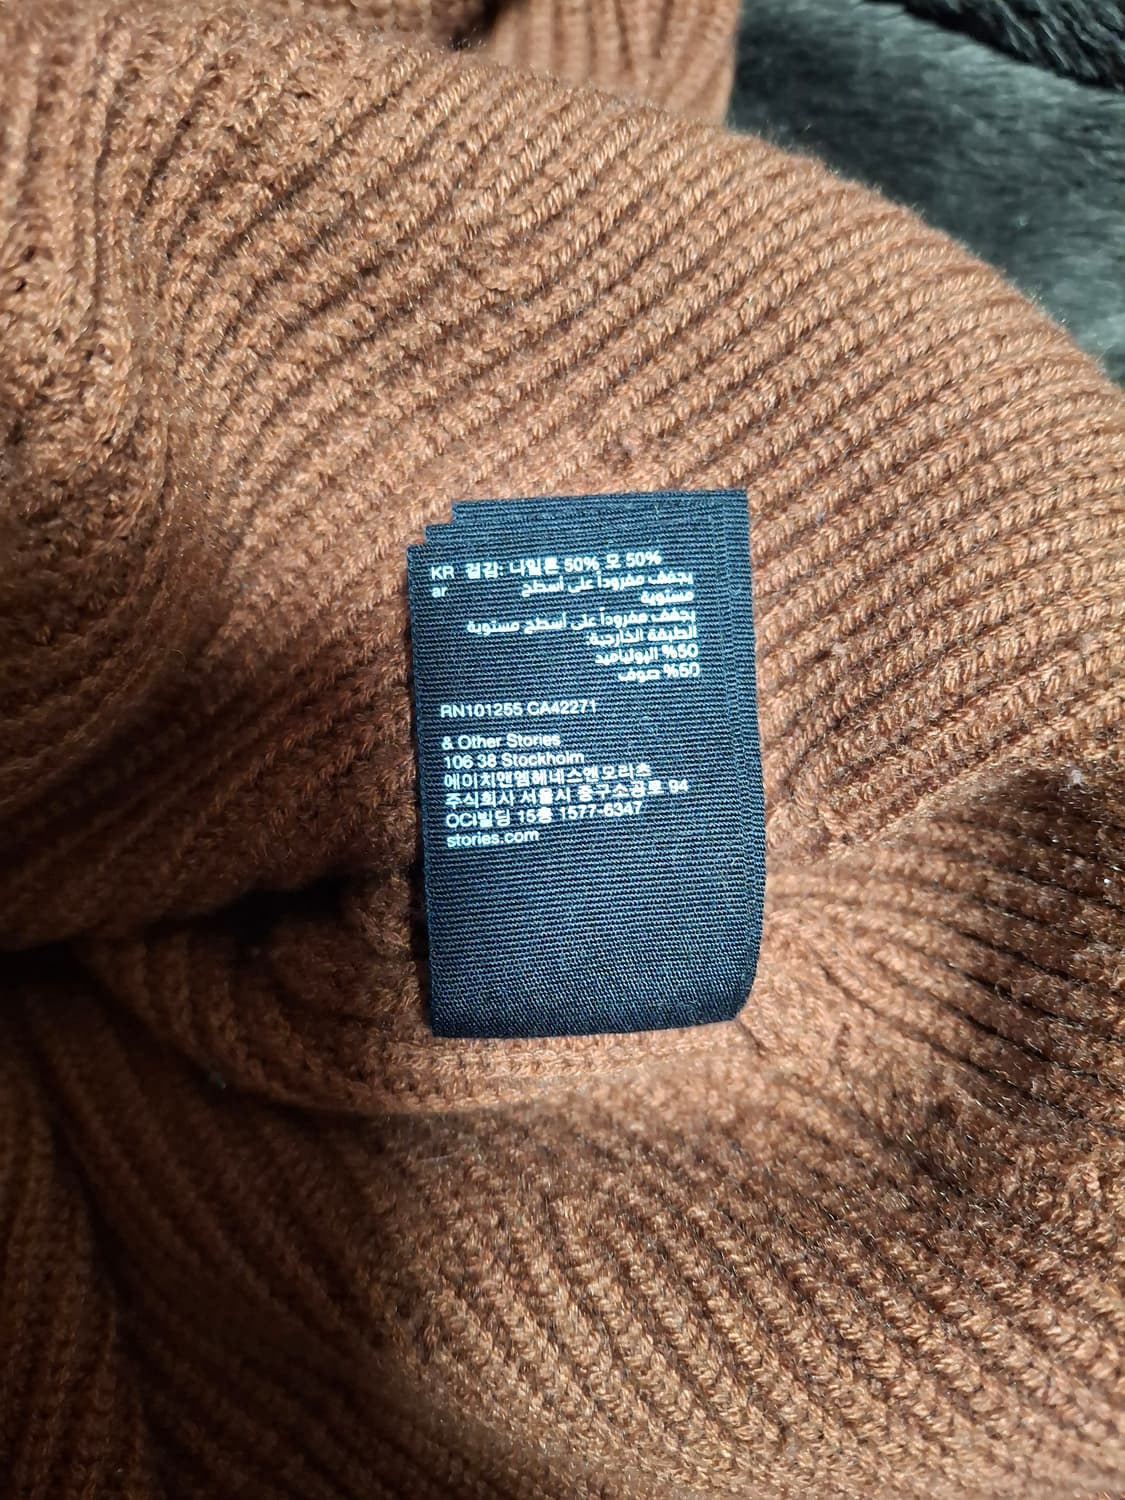 KR 겉감: 나일론 50% 모 50%
ar يجفف مفروداً على أسطح
مستوية
يجفف مفروداً على أسطح مستوية
الطبقة الخارجية:
50% البولياميد
50% صوف
RN101255 CA42271
& Other Stories
106 38 Stockholm
에이치앤엠헤네스앤모리츠
주식회사 서울시 중구소공로 94
OCI빌딩 15층 1577-6347
stories.com